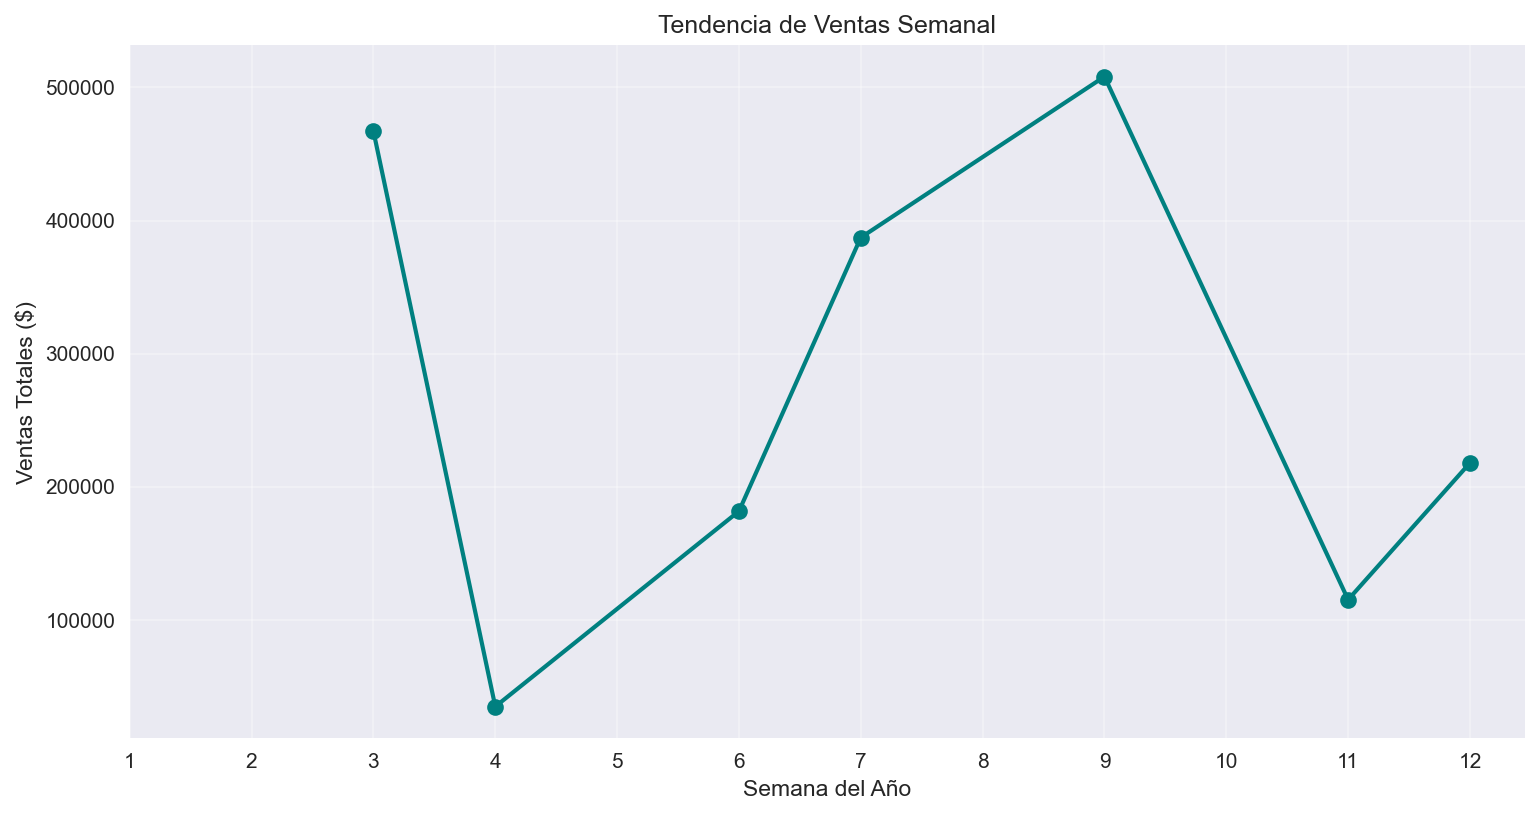 Tendencia de Ventas Semanal
Ventas Totales ($)
500000
400000
300000
200000
100000
1 2 3 4 5 6 7 8 9 10 11 12
Semana del Año